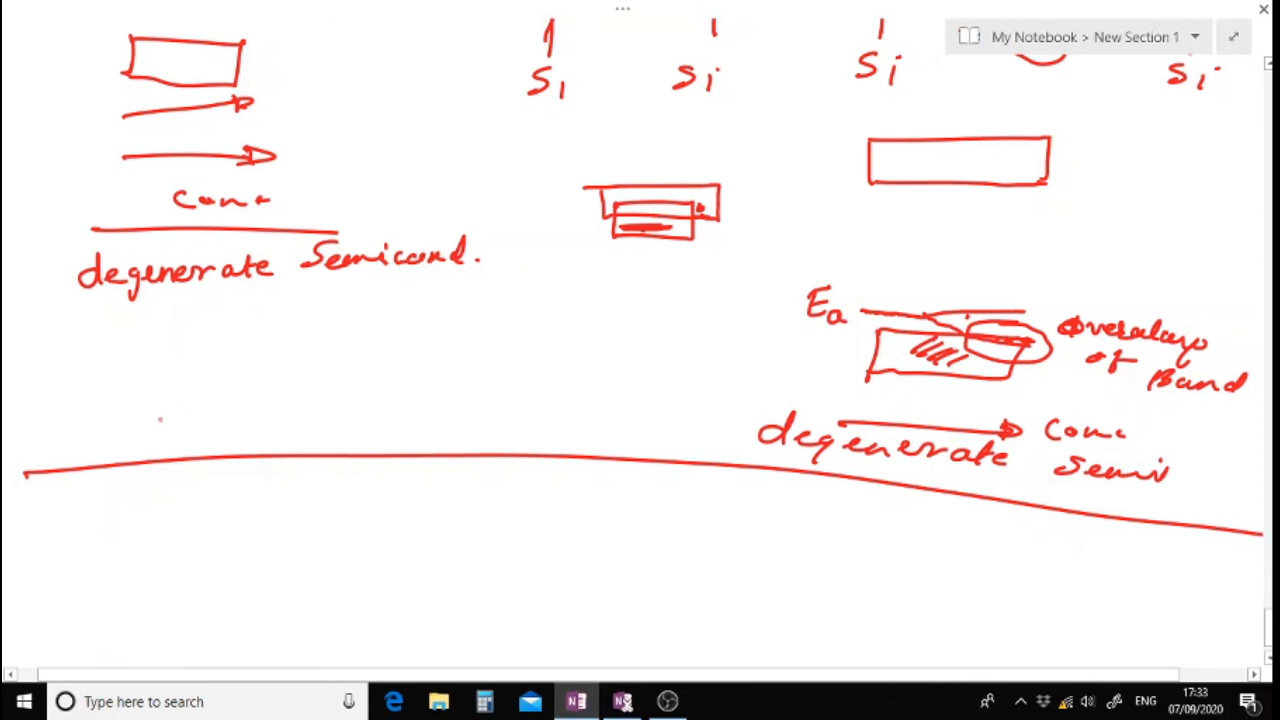 My Notebook > New Section 1
Si Si Si Si
Conc
degenerate Semicond.
Ea
Overlap
of
Band
Conc
degenerate Semi
Type here to search
ENG
17:33
07/09/2020
1